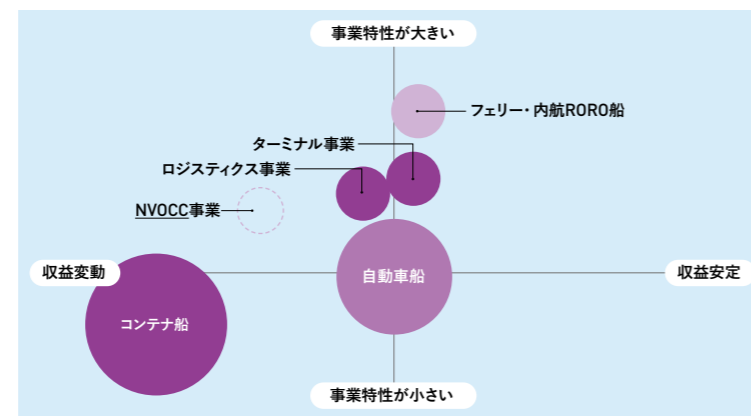 事業特性が大きい
フェリー・内航RORO船
ターミナル事業
ロジスティクス事業
NVOCC事業
収益変動
自動車船
収益安定
コンテナ船
事業特性が小さい